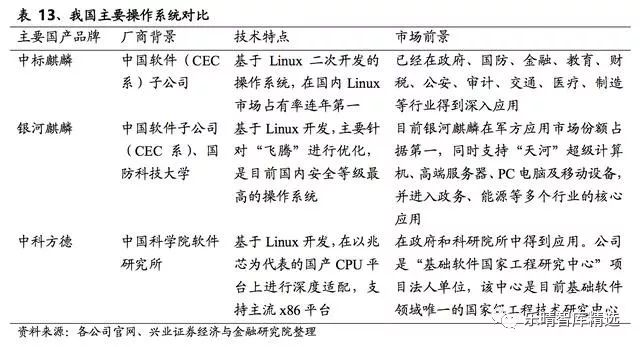 表 13、我国主要操作系统对比
主要国产品牌 厂商背景 技术特点 市场前景
中标麒麟 中国软件（CEC 基于 Linux 二次开发的 已经在政府、国防、金融、教育、财
系）子公司 操作系统，在国内 Linux 税、公安、审计、交通、医疗、制造
市场占有率连年第一 等行业得到深入应用
银河麒麟 中国软件子公司 基于 Linux 开发，主要针 目前银河麒麟在军方应用市场份额占
（CEC 系）、国 对“飞腾”进行优化， 据第一，同时支持“天河”超级计算
防科技大学 是目前国内安全等级最 机、高端服务器、PC 电脑及移动设备，
高的操作系统 并进入政务、能源等多个行业的核心
应用
中科方德 中国科学院软件 基于 Linux 开发，在以兆 在政府和科研院所中得到应用。公司
研究所 芯为代表的国产 CPU 平 是“基础软件国家工程研究中心”项
台上进行深度适配，支 目法人单位，该中心是目前基础软件
持主流 x86 平台 领域唯一的国家级工程技术研究中心
资料来源：各公司官网、兴业证券经济与金融研究院整理
乐晴智库精选